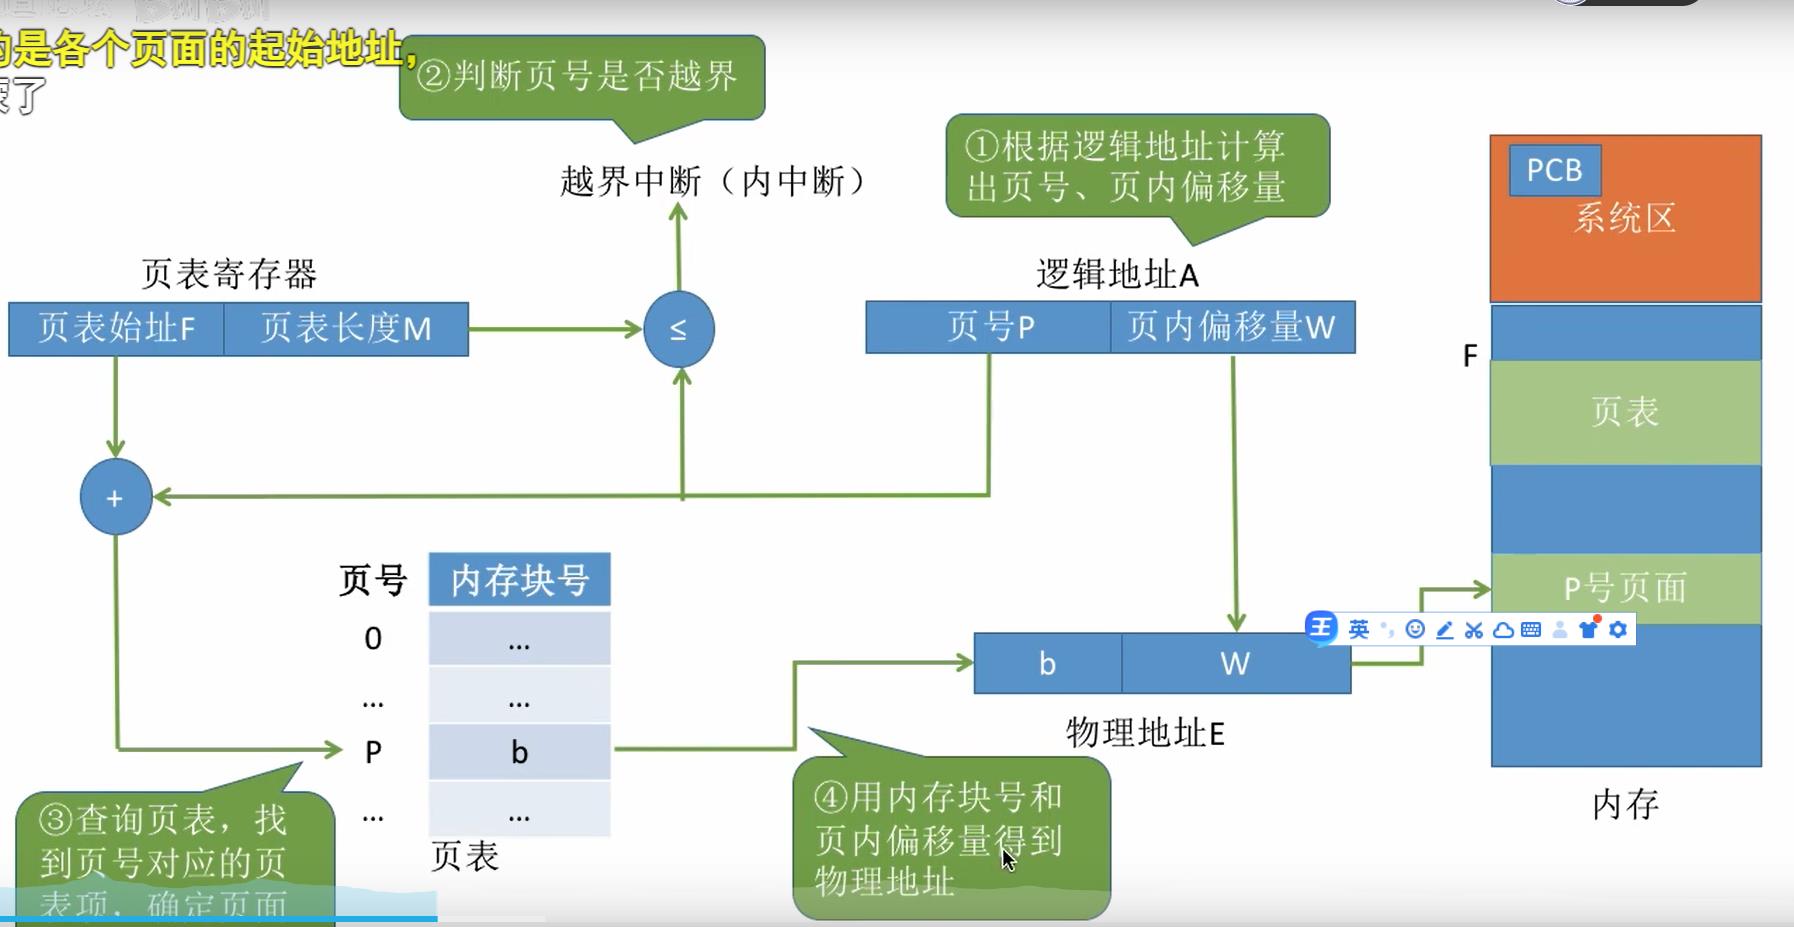 的是各个页面的起始地址,
了
②判断页号是否越界
越界中断（内中断）
①根据逻辑地址计算
出页号、页内偏移量
PCB
系统区
页表寄存器
页表始址F
页表长度M
≤
逻辑地址A
页号P
页内偏移量W
F
页表
+
页号
内存块号
0
...
...
...
P
b
...
...
页表
b
W
物理地址E
P号页面
王
英
内存
③查询页表，找
到页号对应的页
表项，确定页面
④用内存块号和
页内偏移量得到
物理地址